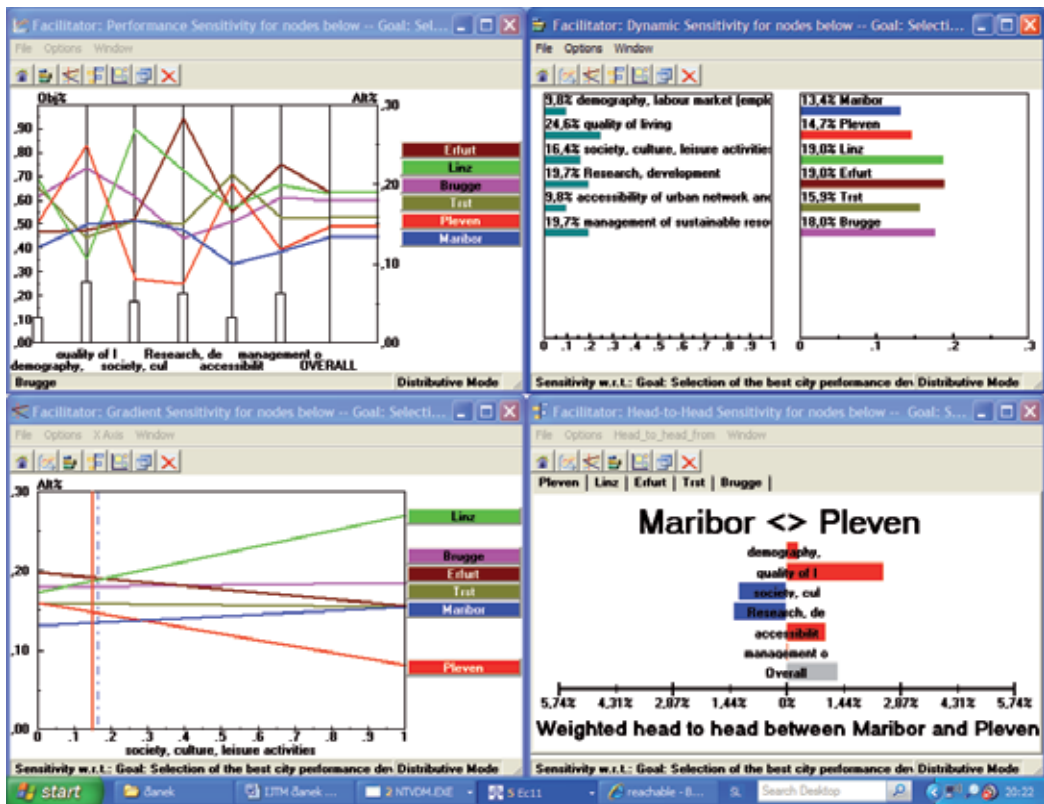 Facilitator: Performance Sensitivity for nodes below -- Goal: Sel...
File Options Window
Obj%
Alt%
,90
,80
,70
,60
,50
,40
,30
,20
,10
,00
,30
,20
,10
,00
Erfurt
Linz
Brugge
Trst
Pleven
Maribor
quality of l Research, de management o
demography, society, cul accessibilit OVERALL
Brugge Distributive Mode
Facilitator: Dynamic Sensitivity for nodes below -- Goal: Selecti...
File Options Window
9,8% demography, labour market (empl
24,6% quality of living
16,4% society, culture, leisure activities
19,7% Research, development
9,8% accessibility of urban network and
19,7% management of sustainable reso
0 .1 .2 .3 .4 .5 .6 .7 .8 .9 1
13,4% Maribor
14,7% Pleven
19,0% Linz
19,0% Erfurt
15,9% Trst
18,0% Brugge
0 .1 .2 .3
Sensitivity w.r.t.: Goal: Selection of the best city performance dev Distributive Mode
Facilitator: Gradient Sensitivity for nodes below -- Goal: Selecti...
File Options X Axis Window
Alt%
,30
,20
,10
,00
Linz
Brugge
Erfurt
Trst
Maribor
Pleven
0 .1 .2 .3 .4 .5 .6 .7 .8 .9 1
society, culture, leisure activities
Sensitivity w.r.t.: Goal: Selection of the best city performance dev Distributive Mode
Facilitator: Head-to-Head Sensitivity for nodes below -- Goal: S...
File Options Head_to_head_from Window
Pleven | Linz | Erfurt | Trst | Brugge |
Maribor <> Pleven
demography,
quality of l
society, cul
Research, de
accessibilit
management o
Overall
5,74% 4,31% 2,87% 1,44% 0% 1,44% 2,87% 4,31% 5,74%
Weighted head to head between Maribor and Pleven
Sensitivity w.r.t.: Goal: Selection of the best city performance dev Distributive Mode
start
članek
IJTM članek ...
2 NTVDM.EXE
5 Ec11
reachable - B...
SL
Search Desktop
20:22